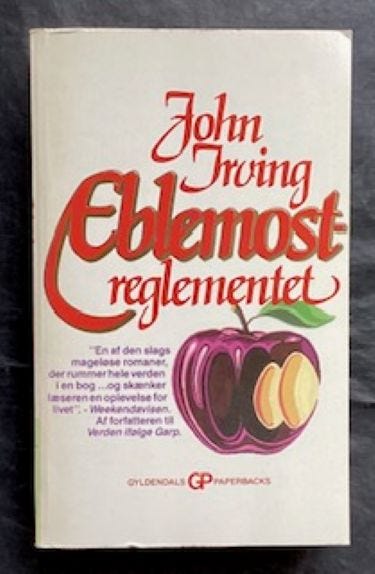 John
Irving
Æblemost-
reglementet
"En af den slags
mageløse romaner,
der rummer hele verden
i en bog ...og skænker
læseren en oplevelse for
livet", - Weekendavisen.
Af forfatteren til
Verden ifølge Garp.
GYLDENDALS GP PAPERBACKS